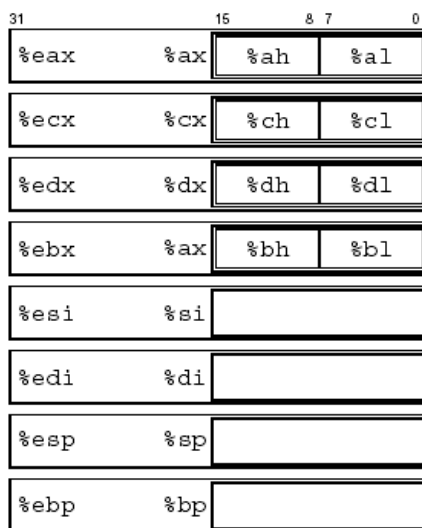 31 15 8 7 0
%eax %ax %ah %al
%ecx %cx %ch %cl
%edx %dx %dh %dl
%ebx %ax %bh %bl
%esi %si
%edi %di
%esp %sp
%ebp %bp